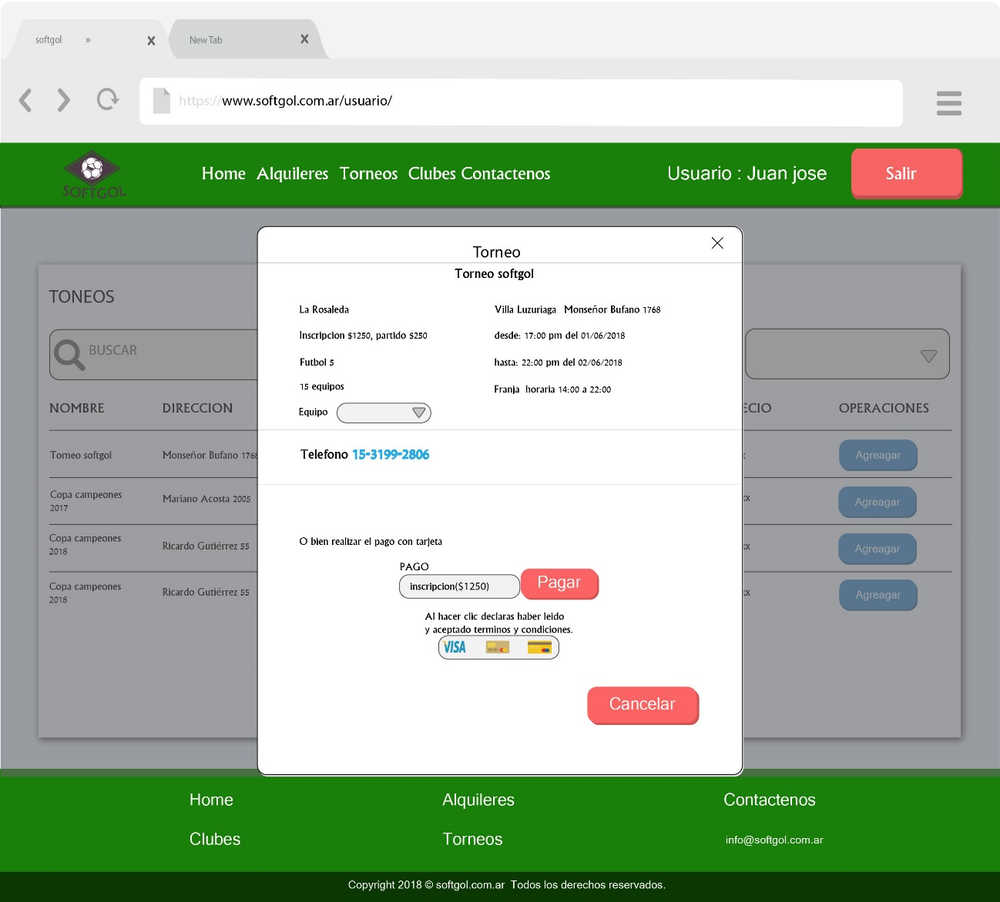 softgol »
New Tab
https://www.softgol.com.ar/usuario/
SOFTGOL
Home Alquileres Torneos Clubes Contactenos
Usuario : Juan jose
Salir
Torneo
Torneo softgol
La Rosaleda
Villa Luzuriaga Monseñor Bufano 1768
Inscripcion $1250, partido $250
desde: 17:00 pm del 01/06/2018
Futbol 5
hasta: 22:00 pm del 02/06/2018
15 equipos
Franja horaria 14:00 a 22:00
Equipo
Telefono 15-3199-2806
O bien realizar el pago con tarjeta
PAGO
inscripcion($1250)
Pagar
Al hacer clic declaras haber leido
y aceptado terminos y condiciones.
VISA
Cancelar
TONEOS
BUSCAR
NOMBRE DIRECCION ECIO OPERACIONES
Torneo softgol Monseñor Bufano 1768 Agreagar
Copa campeones
2017
Mariano Acosta 2005 Agreagar
Copa campeones
2018
Ricardo Gutiérrez 55 Agreagar
Copa campeones
2018
Ricardo Gutiérrez 55 Agreagar
Home Alquileres Contactenos
Clubes Torneos info@softgol.com.ar
Copyright 2018 © softgol.com.ar Todos los derechos reservados.